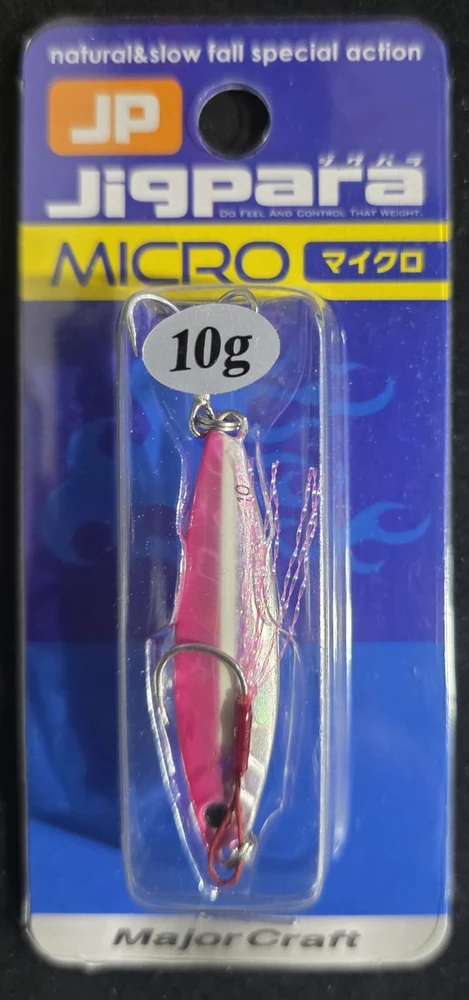 natural&slow fall special action
JP
ジグパラ
Jigpara
DO FEEL AND CONTROL THAT WEIGHT.
MICRO マイクロ
10g
10
Major Craft